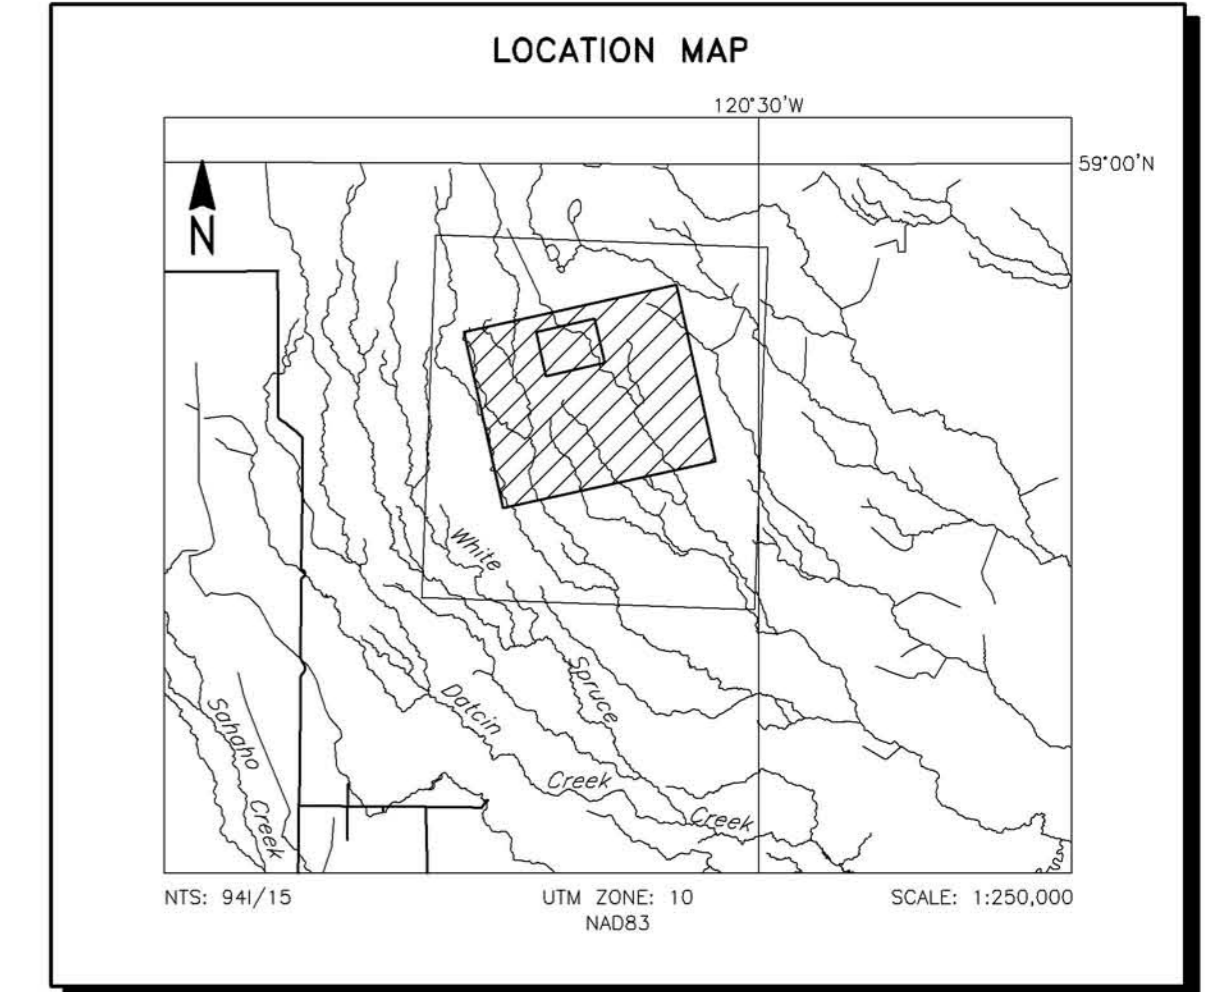 LOCATION MAP
120°30'W
59°00'N
N
White
Spruce
Creek
Datcin
Creek
Sahaho
Creek
NTS: 94I/15
UTM ZONE: 10
NAD83
SCALE: 1:250,000